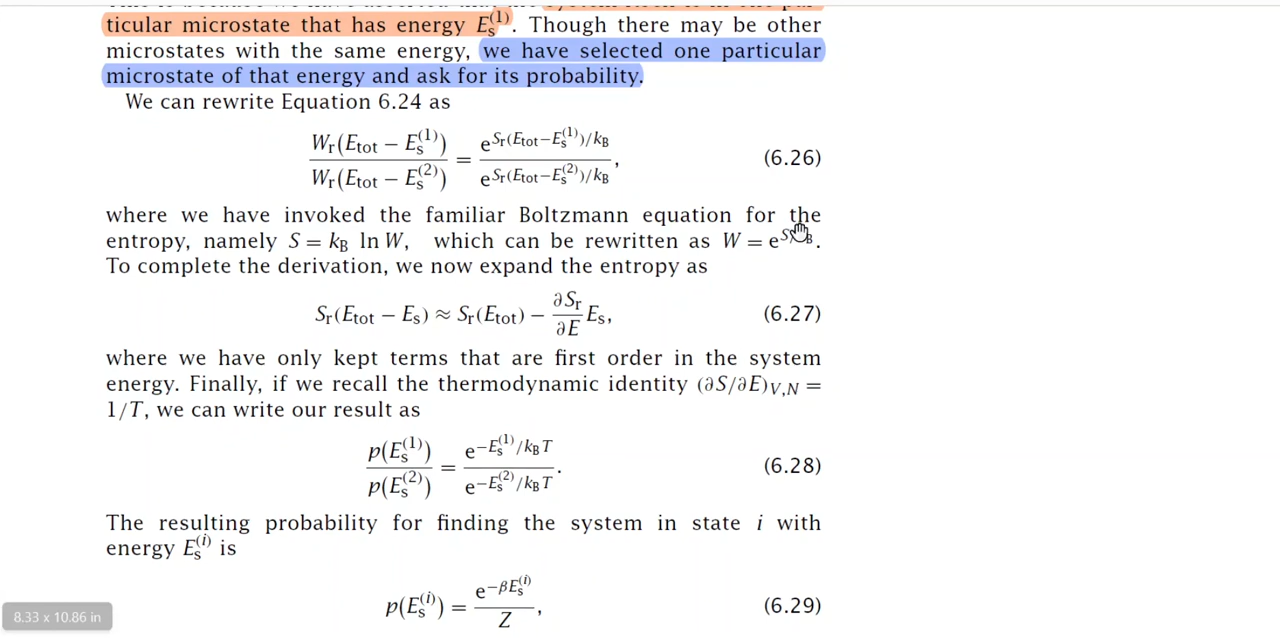 ticular microstate that has energy E_s^(1). Though there may be other
microstates with the same energy, we have selected one particular
microstate of that energy and ask for its probability.
We can rewrite Equation 6.24 as
W_r(E_tot − E_s^(1)) / W_r(E_tot − E_s^(2)) = e^{S_r(E_tot−E_s^(1))/k_B} / e^{S_r(E_tot−E_s^(2))/k_B}, (6.26)
where we have invoked the familiar Boltzmann equation for the
entropy, namely S = k_B ln W, which can be rewritten as W = e^{S/k_B}.
To complete the derivation, we now expand the entropy as
S_r(E_tot − E_s) ≈ S_r(E_tot) − ∂S_r/∂E E_s, (6.27)
where we have only kept terms that are first order in the system
energy. Finally, if we recall the thermodynamic identity (∂S/∂E)_{V,N} =
1/T, we can write our result as
p(E_s^(1)) / p(E_s^(2)) = e^{−E_s^(1)/k_B T} / e^{−E_s^(2)/k_B T}. (6.28)
The resulting probability for finding the system in state i with
energy E_s^(i) is
p(E_s^(i)) = e^{−βE_s^(i)} / Z, (6.29)
8.33 x 10.86 in